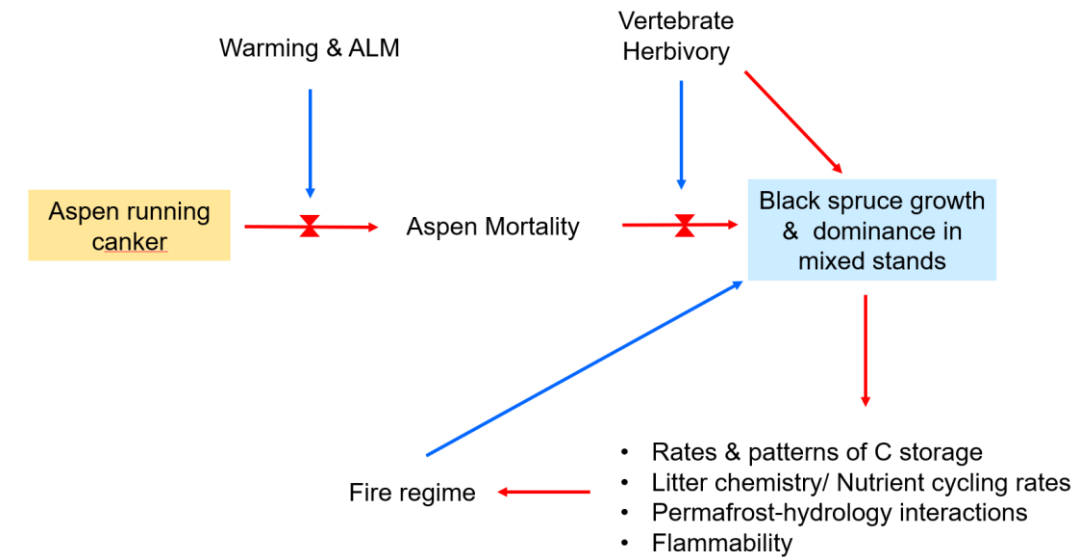 Vertebrate
Herbivory
Warming & ALM
Aspen running
canker
Aspen Mortality
Black spruce growth
& dominance in
mixed stands
Fire regime
• Rates & patterns of C storage
• Litter chemistry/ Nutrient cycling rates
• Permafrost-hydrology interactions
• Flammability